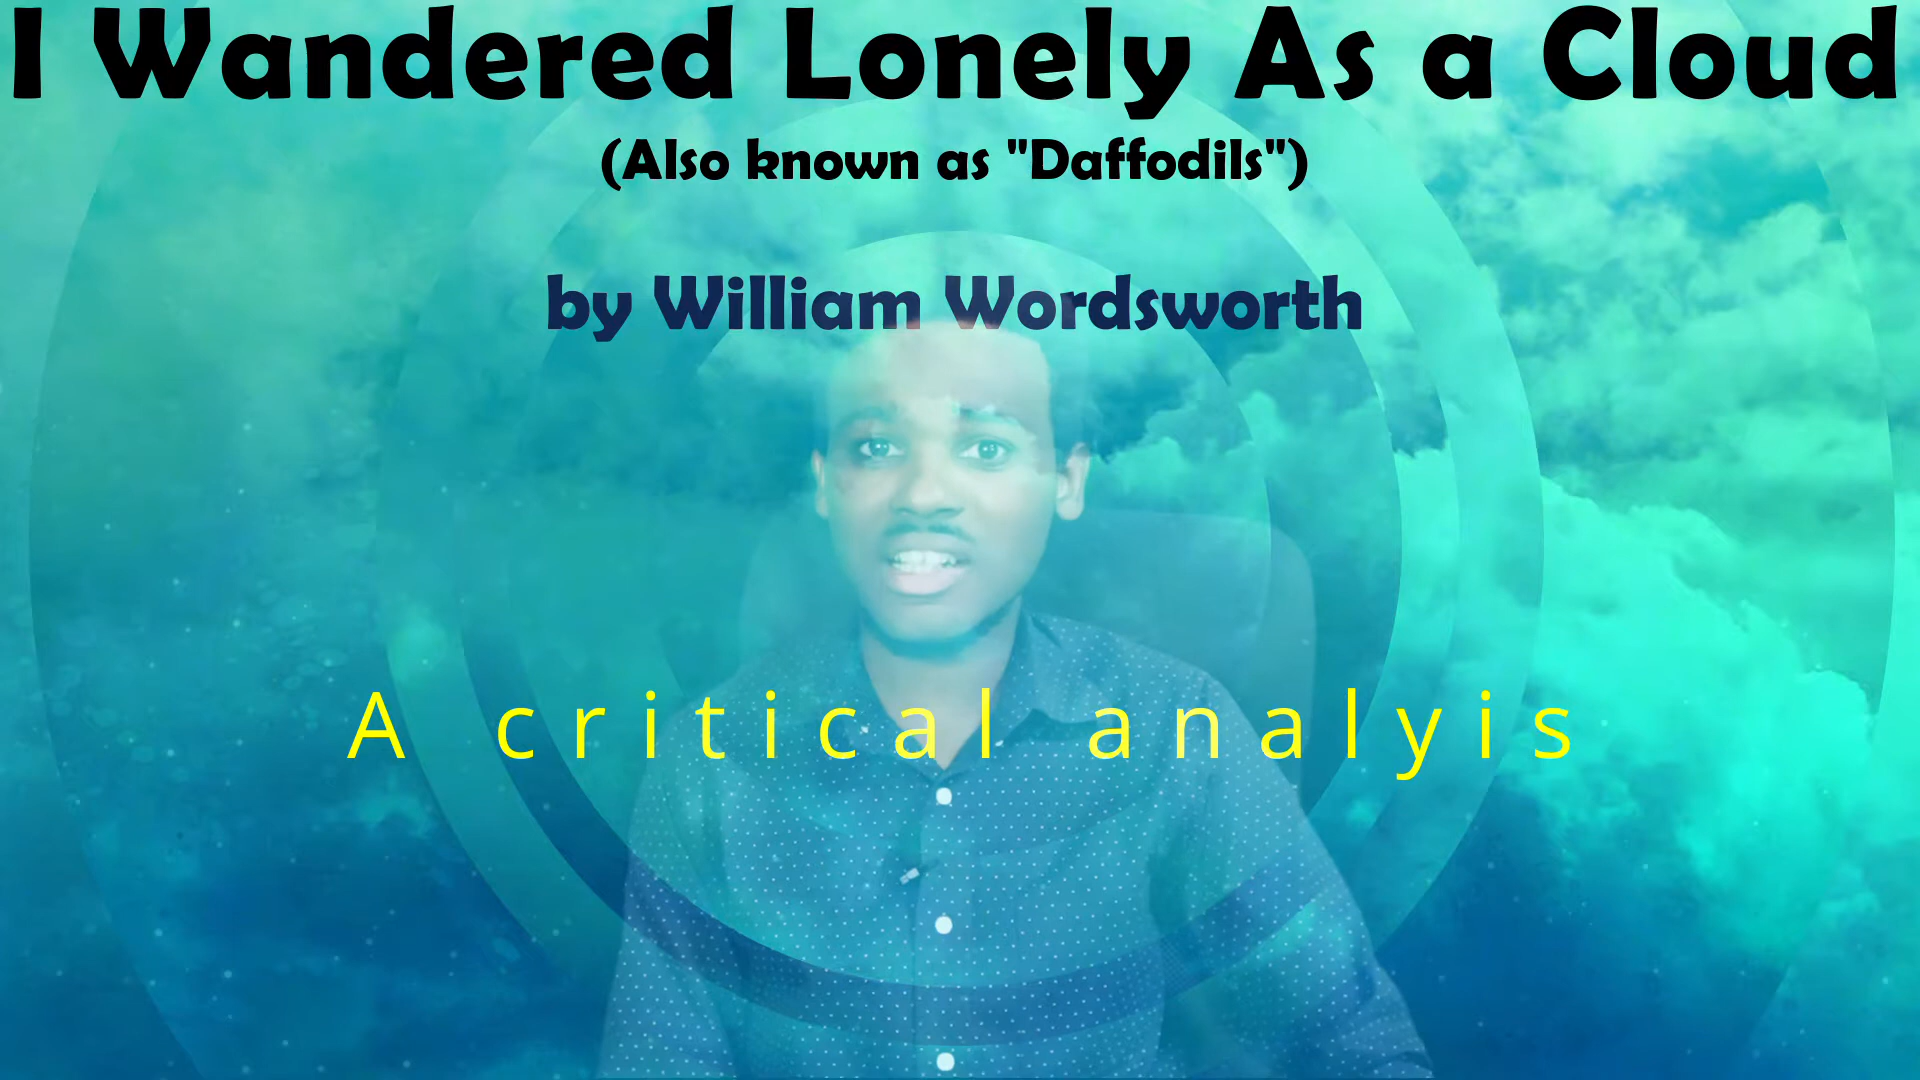 I Wandered Lonely As a Cloud
(Also known as "Daffodils")
by William Wordsworth
A critical analyis